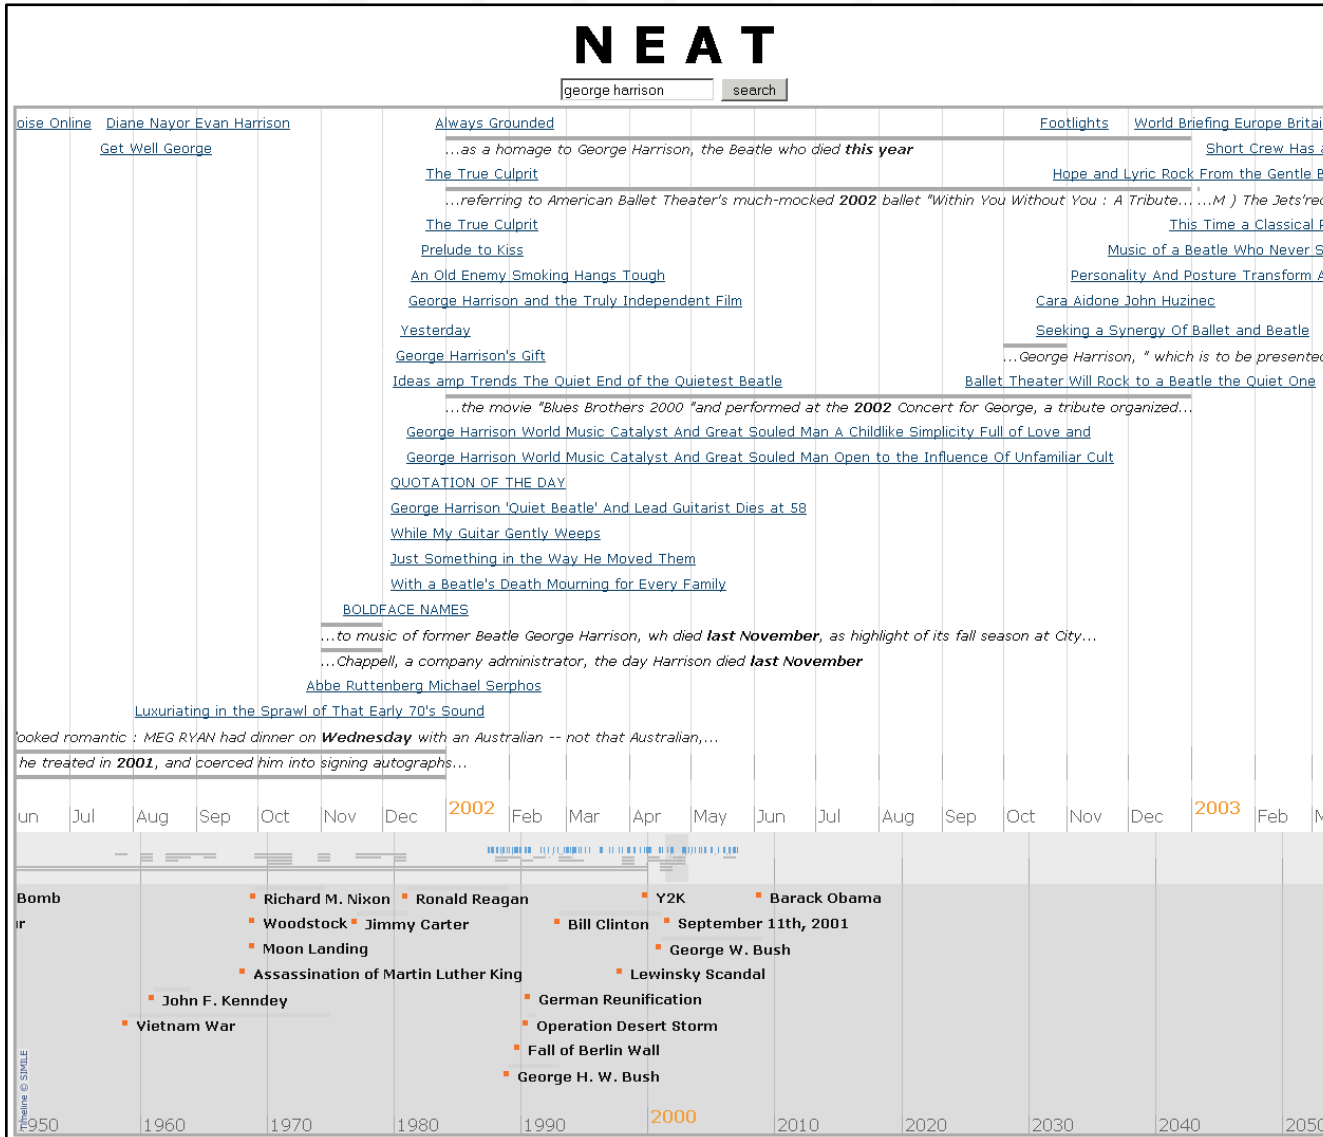 NEAT
george harrison search
oise Online Diane Nayor Evan Harrison Always Grounded Footlights World Briefing Europe Britai
Get Well George ...as a homage to George Harrison, the Beatle who died this year Short Crew Has a
The True Culprit Hope and Lyric Rock From the Gentle B
...referring to American Ballet Theater's much-mocked 2002 ballet "Within You Without You : A Tribute... ...M ) The Jets'red
The True Culprit This Time a Classical P
Prelude to Kiss Music of a Beatle Who Never S
An Old Enemy Smoking Hangs Tough Personality And Posture Transform A
George Harrison and the Truly Independent Film Cara Aidone John Huzinec
Yesterday Seeking a Synergy Of Ballet and Beatle
George Harrison's Gift ...George Harrison, " which is to be presented
Ideas amp Trends The Quiet End of the Quietest Beatle Ballet Theater Will Rock to a Beatle the Quiet One
...the movie "Blues Brothers 2000 "and performed at the 2002 Concert for George, a tribute organized...
George Harrison World Music Catalyst And Great Souled Man A Childlike Simplicity Full of Love and
George Harrison World Music Catalyst And Great Souled Man Open to the Influence Of Unfamiliar Cult
QUOTATION OF THE DAY
George Harrison 'Quiet Beatle' And Lead Guitarist Dies at 58
While My Guitar Gently Weeps
Just Something in the Way He Moved Them
With a Beatle's Death Mourning for Every Family
BOLDFACE NAMES
...to music of former Beatle George Harrison, wh died last November, as highlight of its fall season at City...
...Chappell, a company administrator, the day Harrison died last November
Abbe Ruttenberg Michael Serphos
Luxuriating in the Sprawl of That Early 70's Sound
ooked romantic : MEG RYAN had dinner on Wednesday with an Australian -- not that Australian,...
he treated in 2001, and coerced him into signing autographs...
un Jul Aug Sep Oct Nov Dec 2002 Feb Mar Apr May Jun Jul Aug Sep Oct Nov Dec 2003 Feb M
Bomb Richard M. Nixon Ronald Reagan Y2K Barack Obama
ur Woodstock Jimmy Carter Bill Clinton September 11th, 2001
Moon Landing George W. Bush
Assassination of Martin Luther King Lewinsky Scandal
John F. Kenndey German Reunification
Vietnam War Operation Desert Storm
Fall of Berlin Wall
George H. W. Bush
Timeline © SIMILE
1950 1960 1970 1980 1990 2000 2010 2020 2030 2040 2050